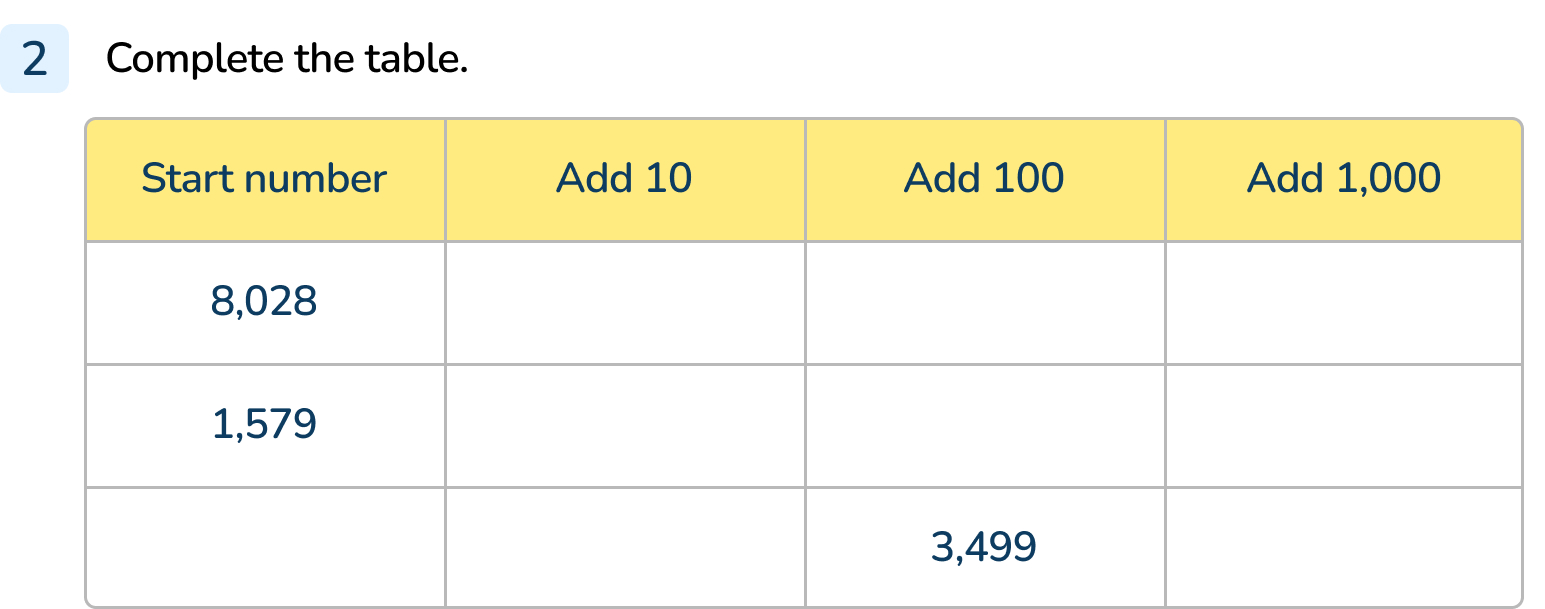 2 Complete the table.
Start number Add 10 Add 100 Add 1,000
8,028
1,579
3,499